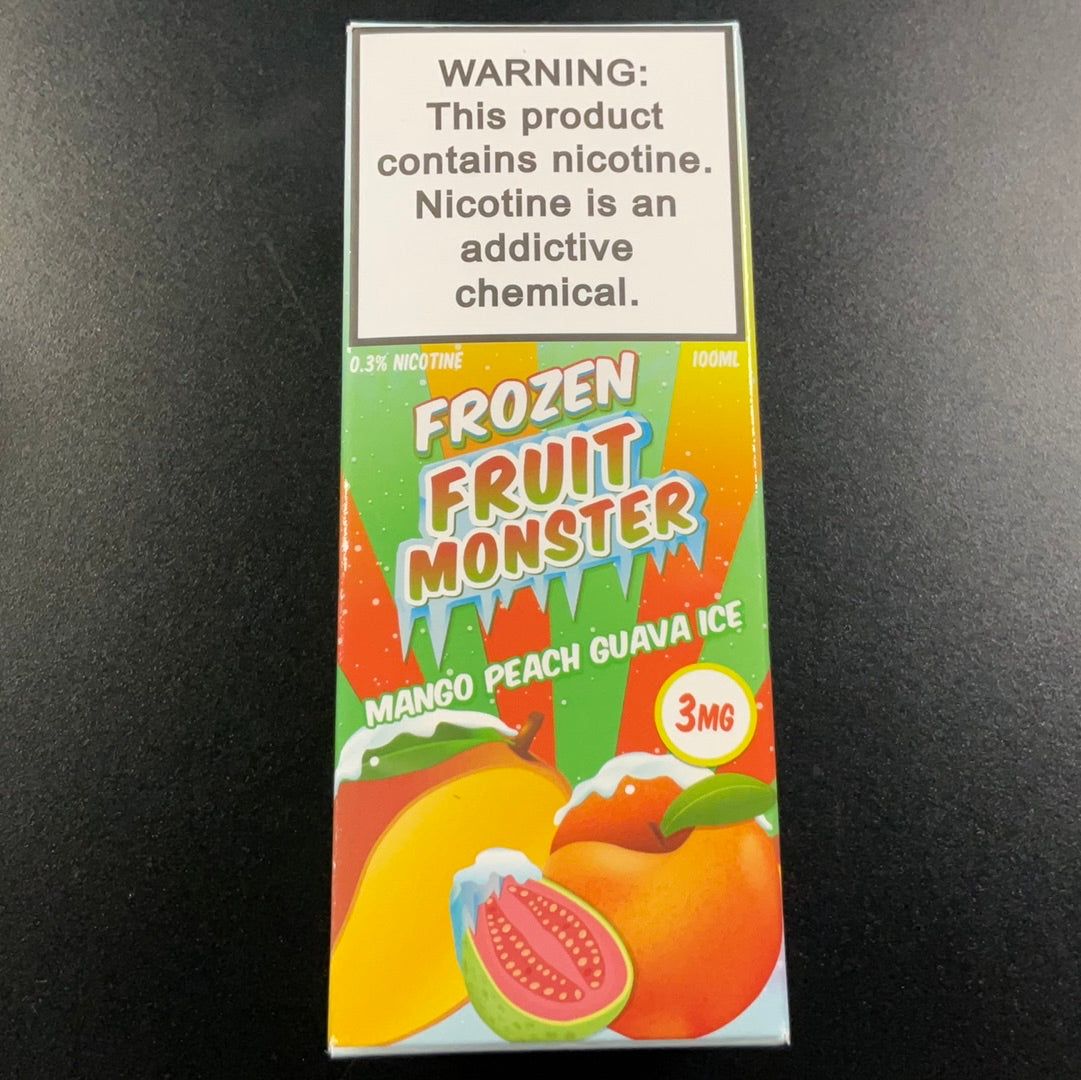 WARNING:
This product
contains nicotine.
Nicotine is an
addictive
chemical.
0.3% NICOTINE 100ML
FROZEN
FRUIT
MONSTER
MANGO PEACH GUAVA ICE
3MG